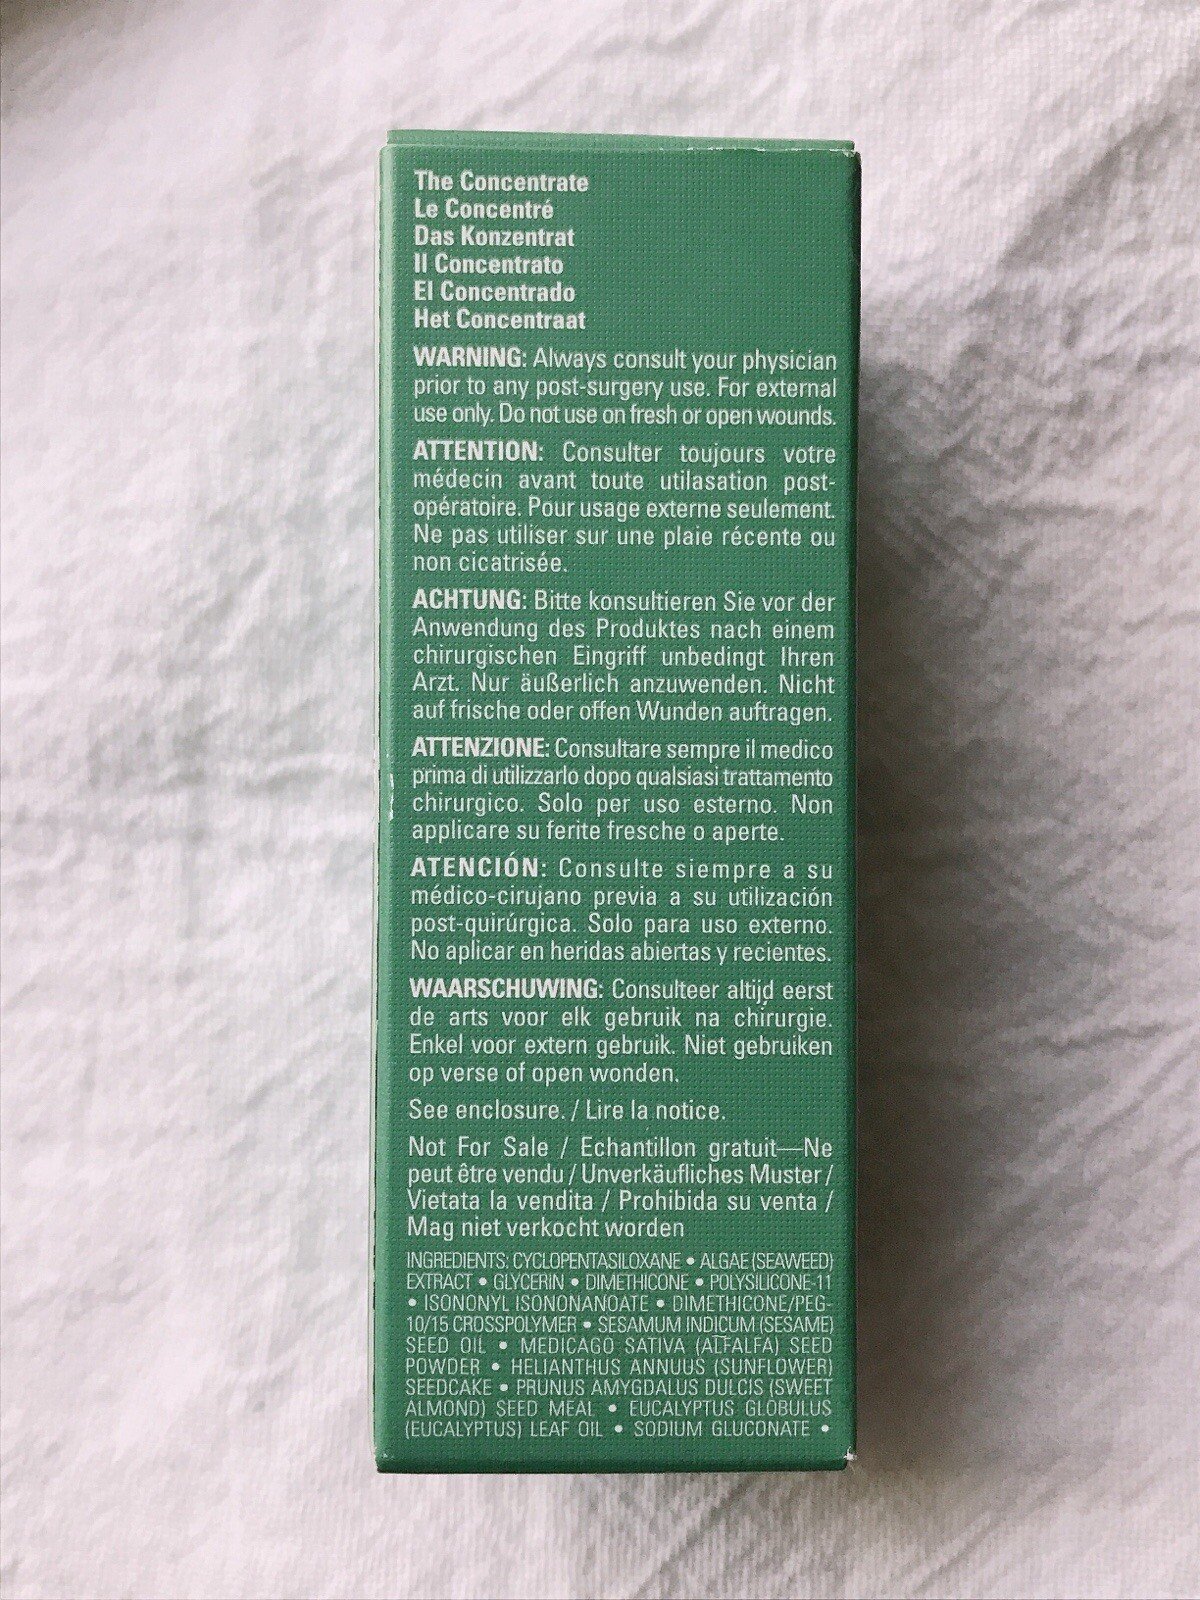 The Concentrate
Le Concentré
Das Konzentrat
Il Concentrato
El Concentrado
Het Concentraat
WARNING: Always consult your physician
prior to any post-surgery use. For external
use only. Do not use on fresh or open wounds.
ATTENTION: Consulter toujours votre
médecin avant toute utilasation post-
opératoire. Pour usage externe seulement.
Ne pas utiliser sur une plaie récente ou
non cicatrisée.
ACHTUNG: Bitte konsultieren Sie vor der
Anwendung des Produktes nach einem
chirurgischen Eingriff unbedingt Ihren
Arzt. Nur äußerlich anzuwenden. Nicht
auf frische oder offen Wunden auftragen.
ATTENZIONE: Consultare sempre il medico
prima di utilizzarlo dopo qualsiasi trattamento
chirurgico. Solo per uso esterno. Non
applicare su ferite fresche o aperte.
ATENCIÓN: Consulte siempre a su
médico-cirujano previa a su utilización
post-quirúrgica. Solo para uso externo.
No aplicar en heridas abiertas y recientes.
WAARSCHUWING: Consulteer altijd eerst
de arts voor elk gebruik na chirurgie.
Enkel voor extern gebruik. Niet gebruiken
op verse of open wonden.
See enclosure. / Lire la notice.
Not For Sale / Echantillon gratuit—Ne
peut être vendu / Unverkäufliches Muster /
Vietata la vendita / Prohibida su venta /
Mag niet verkocht worden
INGREDIENTS: CYCLOPENTASILOXANE • ALGAE (SEAWEED)
EXTRACT • GLYCERIN • DIMETHICONE • POLYSILICONE-11
• ISONONYL ISONONANOATE • DIMETHICONE/PEG-
10/15 CROSSPOLYMER • SESAMUM INDICUM (SESAME)
SEED OIL • MEDICAGO SATIVA (ALFALFA) SEED
POWDER • HELIANTHUS ANNUUS (SUNFLOWER)
SEEDCAKE • PRUNUS AMYGDALUS DULCIS (SWEET
ALMOND) SEED MEAL • EUCALYPTUS GLOBULUS
(EUCALYPTUS) LEAF OIL • SODIUM GLUCONATE •